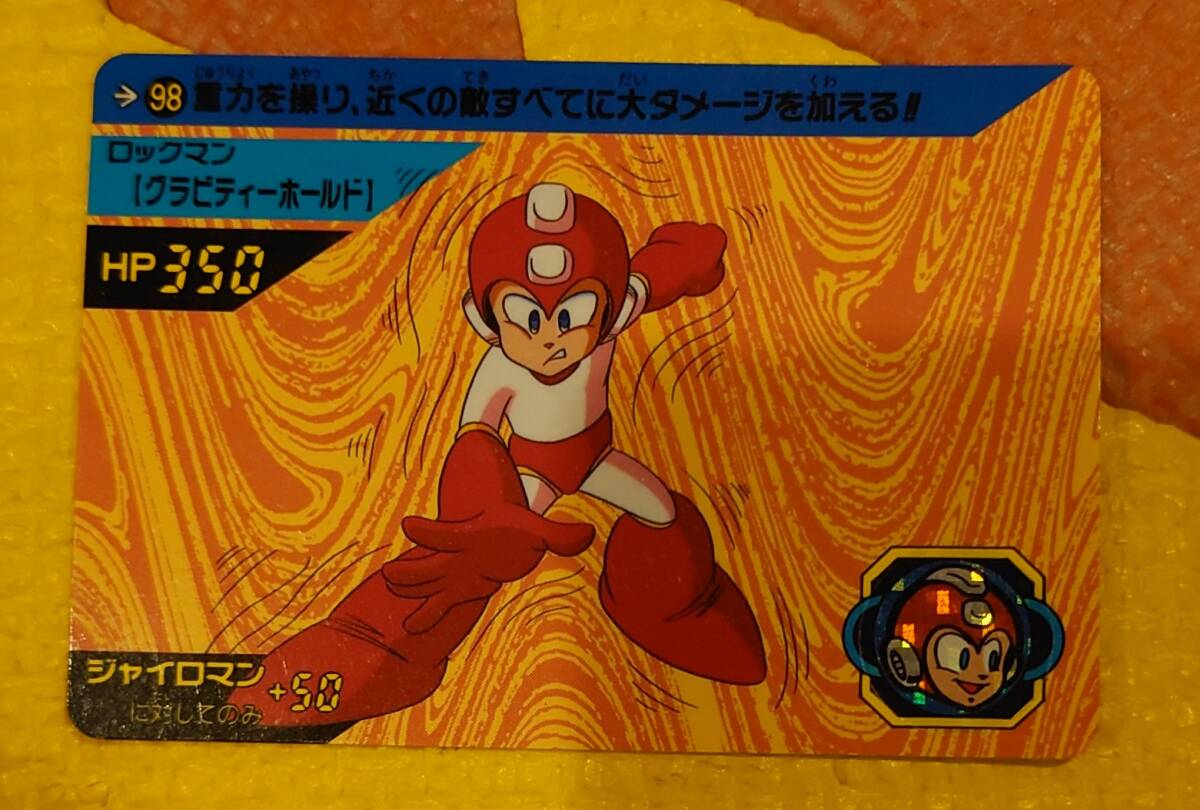 →98 重力を操り、近くの敵すべてに大ダメージを加える!!
ロックマン
【グラビティーホールド】
HP 350
ジャイロマン
に対してのみ +50